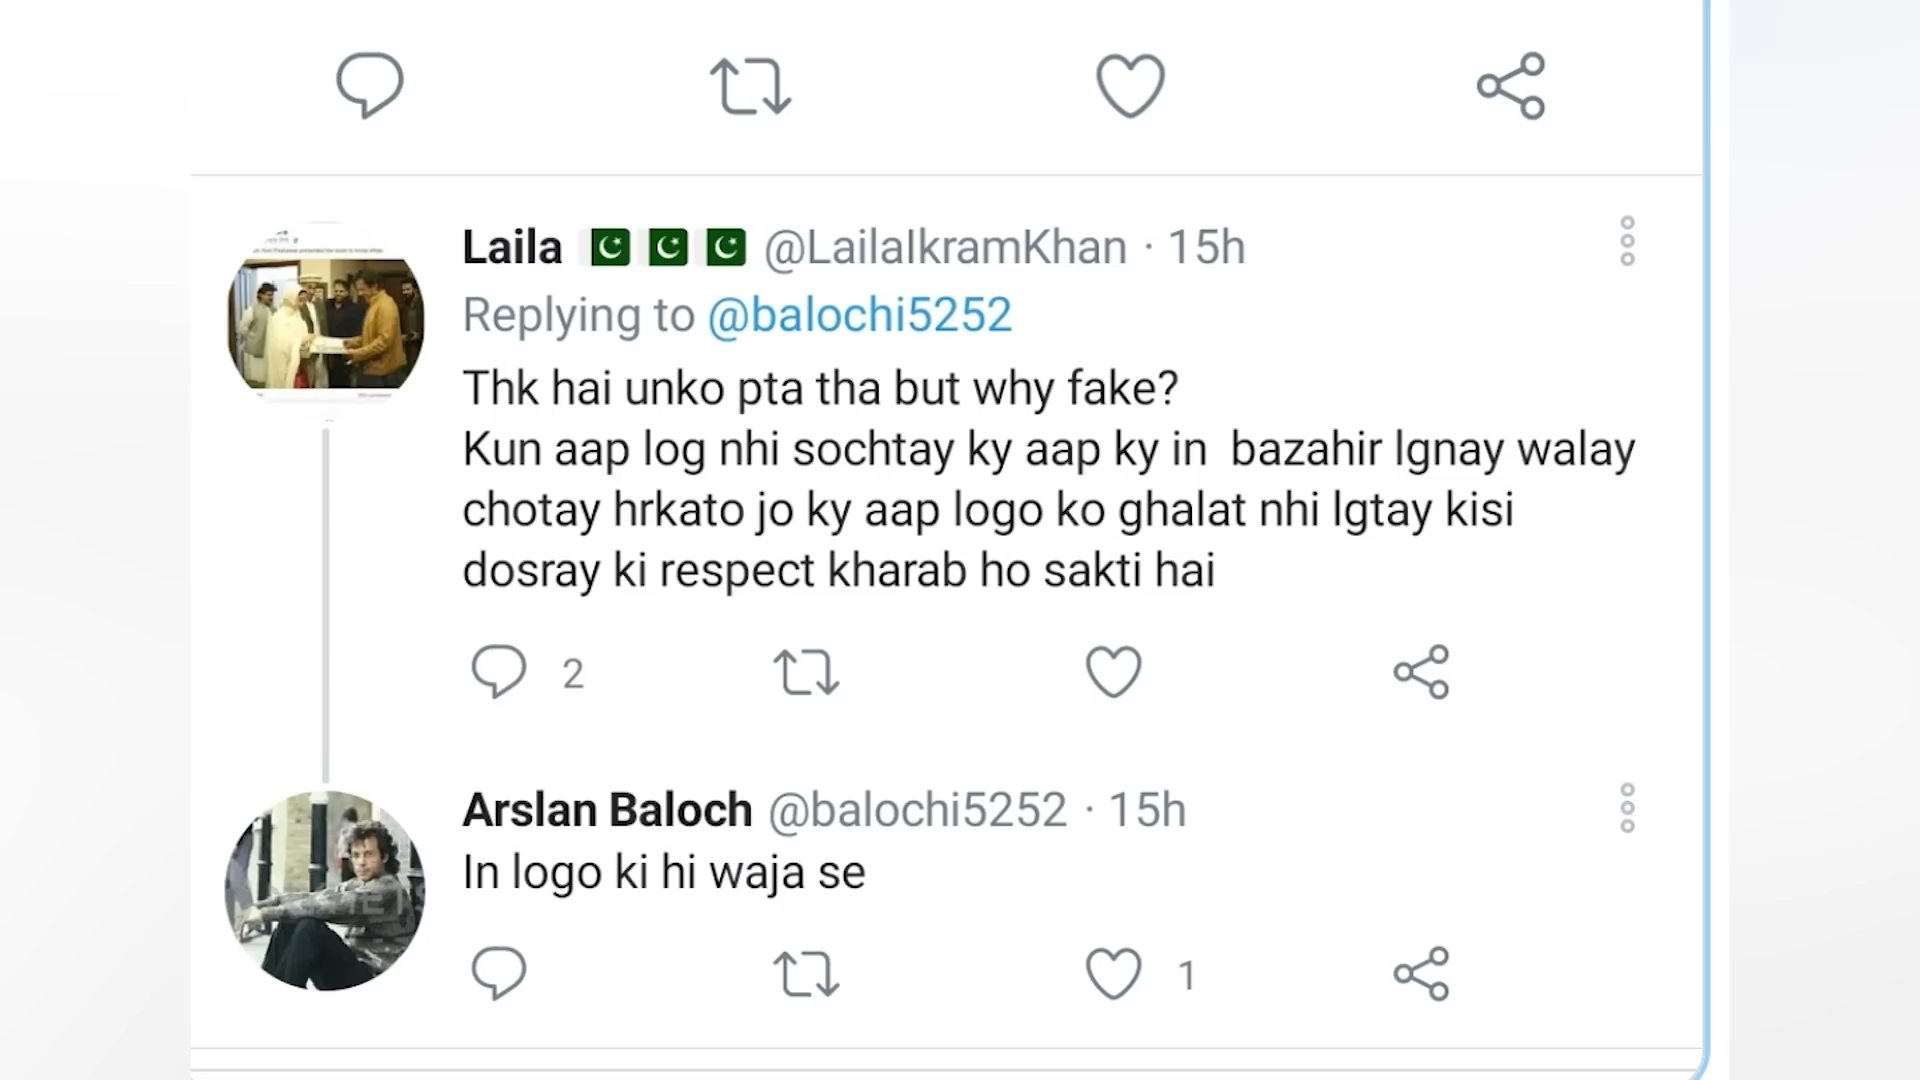 Laila 🇵🇰 🇵🇰 🇵🇰 @LailaIkramKhan · 15h
Replying to @balochi5252
Thk hai unko pta tha but why fake?
Kun aap log nhi sochtay ky aap ky in  bazahir lgnay walay
chotay hrkato jo ky aap logo ko ghalat nhi lgtay kisi
dosray ki respect kharab ho sakti hai
2
Arslan Baloch @balochi5252 · 15h
In logo ki hi waja se
1